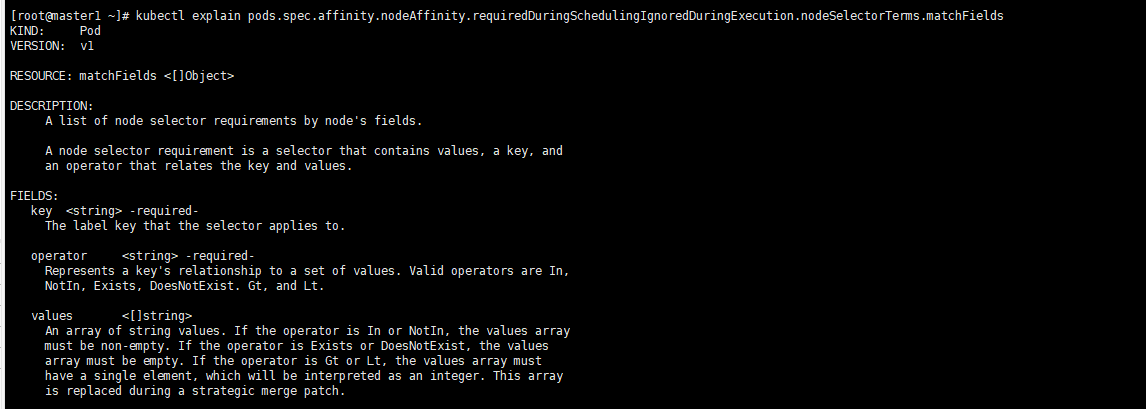 [root@master1 ~]# kubectl explain pods.spec.affinity.nodeAffinity.requiredDuringSchedulingIgnoredDuringExecution.nodeSelectorTerms.matchFields
KIND:     Pod
VERSION:  v1
RESOURCE: matchFields <[]Object>
DESCRIPTION:
A list of node selector requirements by node's fields.
A node selector requirement is a selector that contains values, a key, and
an operator that relates the key and values.
FIELDS:
key  <string> -required-
The label key that the selector applies to.
operator     <string> -required-
Represents a key's relationship to a set of values. Valid operators are In,
NotIn, Exists, DoesNotExist. Gt, and Lt.
values       <[]string>
An array of string values. If the operator is In or NotIn, the values array
must be non-empty. If the operator is Exists or DoesNotExist, the values
array must be empty. If the operator is Gt or Lt, the values array must
have a single element, which will be interpreted as an integer. This array
is replaced during a strategic merge patch.